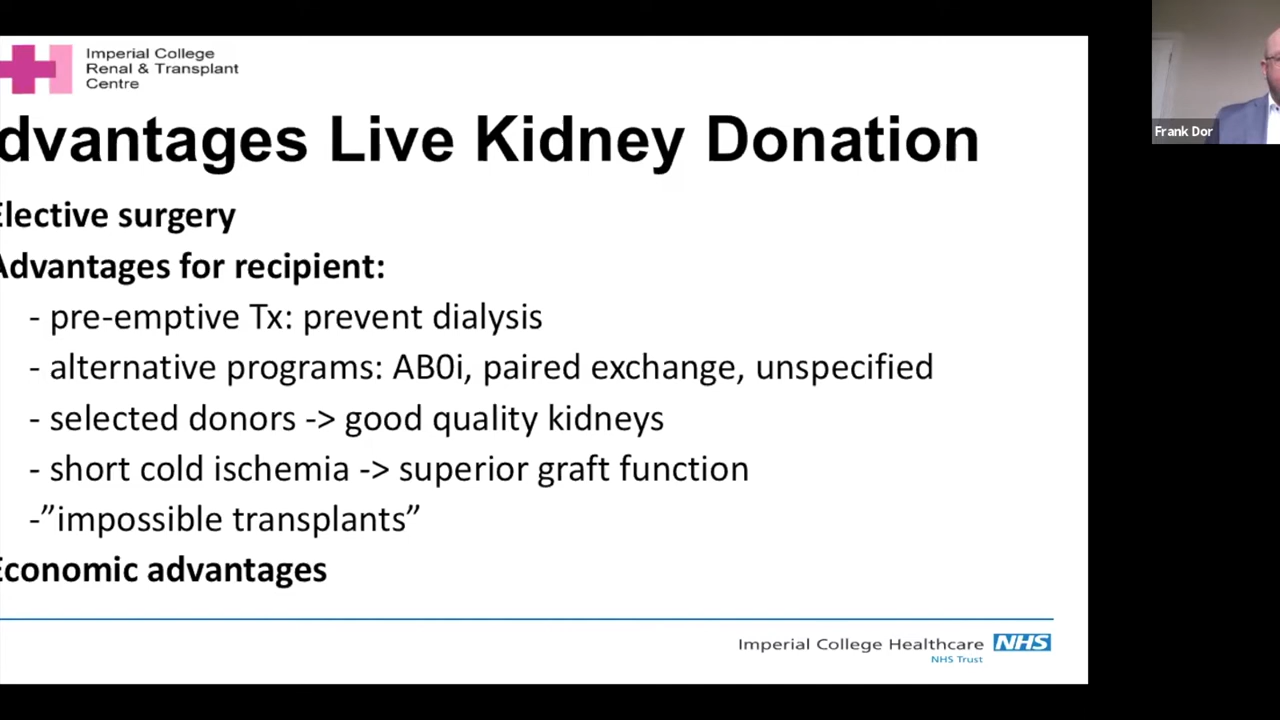 Imperial College
Renal & Transplant
Centre
dvantages Live Kidney Donation
Elective surgery
Advantages for recipient:
- pre-emptive Tx: prevent dialysis
- alternative programs: AB0i, paired exchange, unspecified
- selected donors -> good quality kidneys
- short cold ischemia -> superior graft function
-”impossible transplants”
Economic advantages
Imperial College Healthcare NHS
NHS Trust
Frank Dor